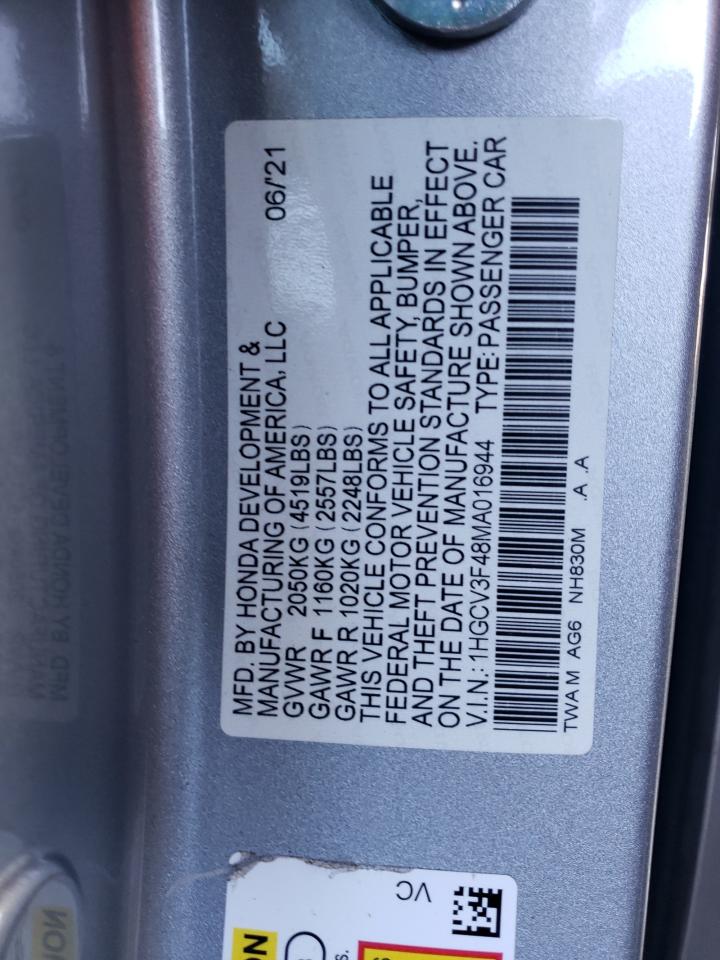 MFD. BY HONDA DEVELOPMENT &
MANUFACTURING OF AMERICA, LLC 06/'21
GVWR 2050KG (4519LBS)
GAWR F 1160KG (2557LBS)
GAWR R 1020KG (2248LBS)
THIS VEHICLE CONFORMS TO ALL APPLICABLE
FEDERAL MOTOR VEHICLE SAFETY, BUMPER,
AND THEFT PREVENTION STANDARDS IN EFFECT
ON THE DATE OF MANUFACTURE SHOWN ABOVE.
V.I.N.: 1HGCV3F48MA016944 TYPE: PASSENGER CAR
TWA M AG6 NH830M .A .A
VC